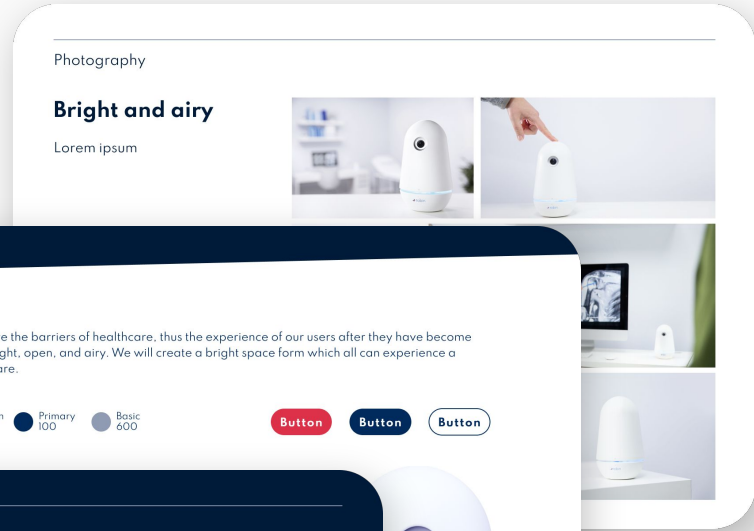 Photography
Bright and airy
Lorem ipsum
e the barriers of healthcare, thus the experience of our users after they have become
ght, open, and airy. We will create a bright space form which all can experience a
are.
n
Primary
100
Basic
600
Button
Button
Button